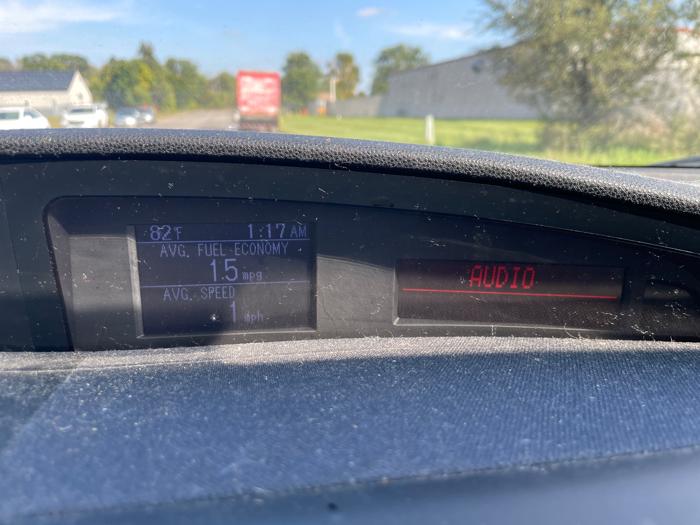 82°F 1:17 AM
AVG. FUEL ECONOMY
1.5 mpg
AVG. SPEED
1 mph
AUDIO